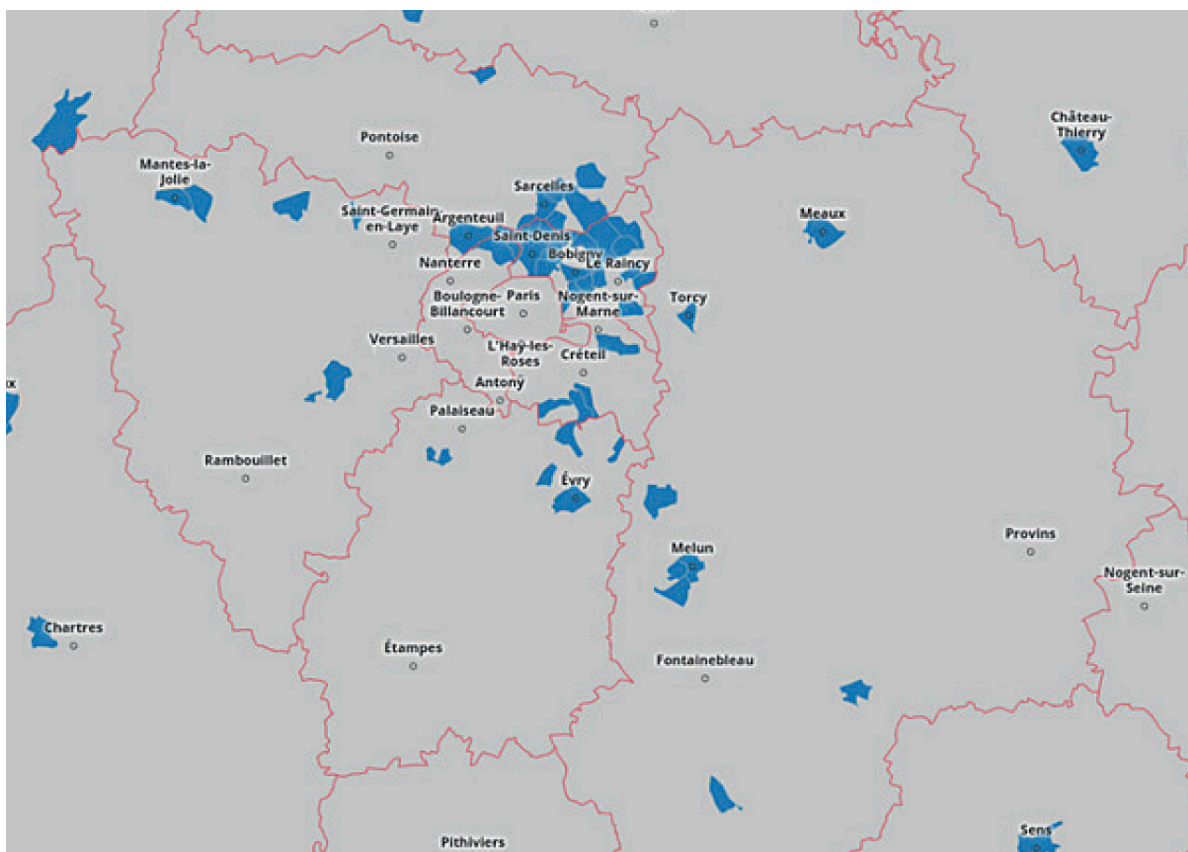 Château-
Thierry
Pontoise
Mantes-la-
Jolie
Sarcelles
Saint-Germain-
en-Laye
Argenteuil
Meaux
Saint-Denis
Bobigny
Le Raincy
Nanterre
Boulogne-
Billancourt
Paris
Nogent-sur-
Marne
Torcy
Versailles
L'Haÿ-les-
Roses
Créteil
Antony
Palaiseau
Rambouillet
Évry
Melun
Provins
Nogent-sur-
Seine
Chartres
Étampes
Fontainebleau
Pithiviers
Sens